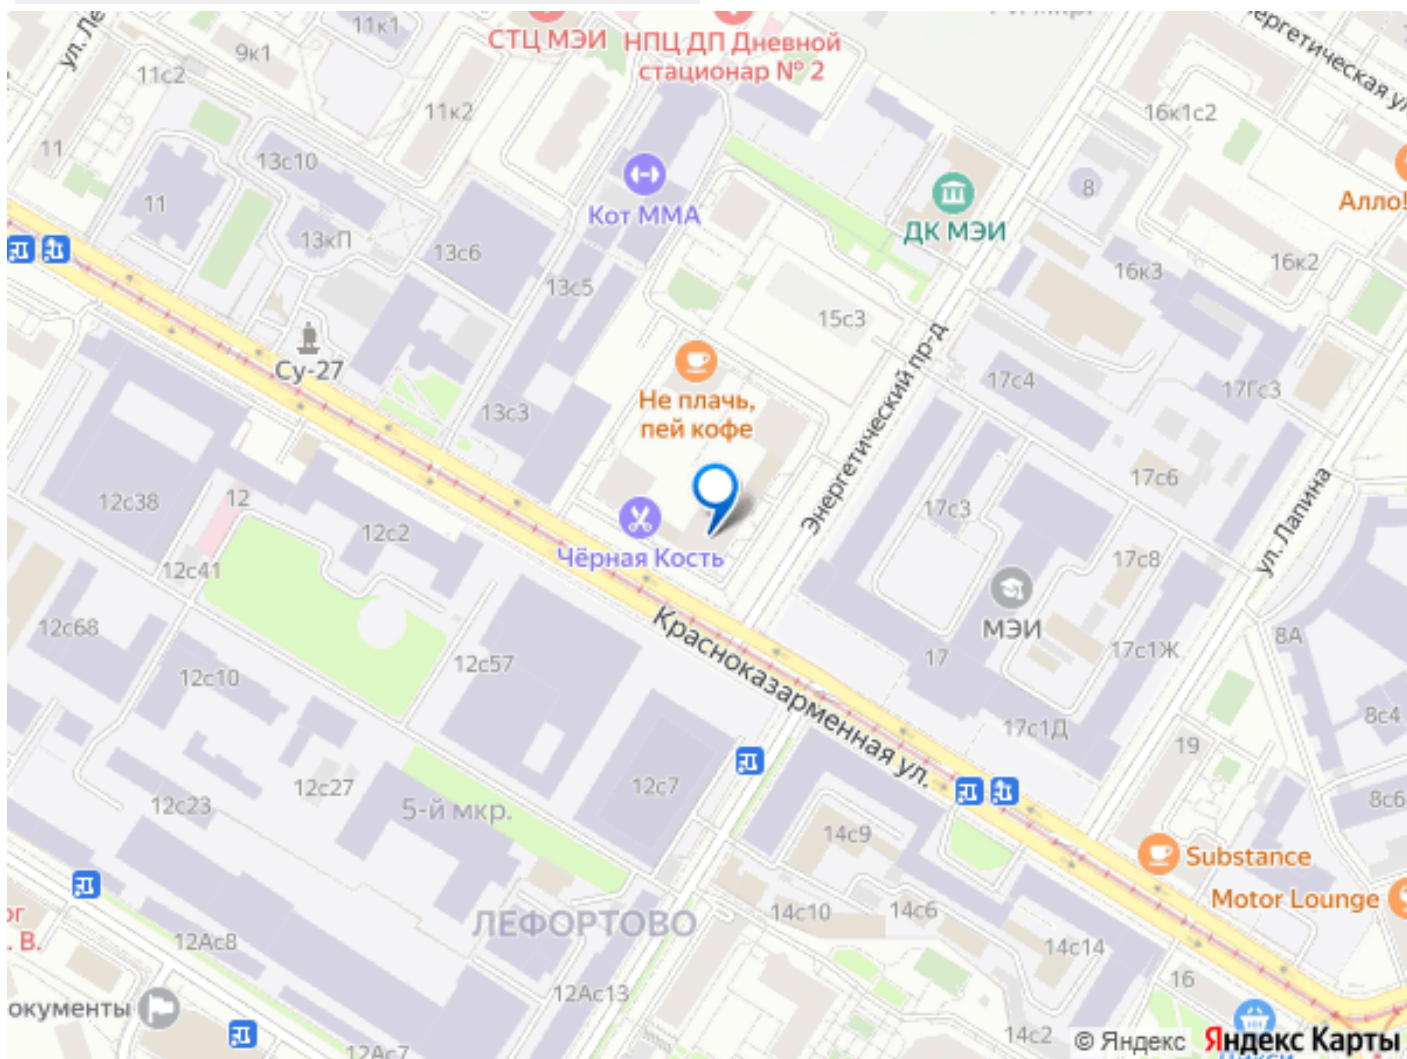 11к1
СТЦ МЭИ
НПЦ ДП Дневной
стационар № 2
9к1
11с2
11к2
16к1с2
11
13с10
8
Алло!
11
Кот ММА
ДК МЭИ
13кП
13с6
16к3
16к2
13с5
15с3
Су-27
Не плачь,
пей кофе
Энергетический пр-д
17с4
17Гс3
13с3
17с6
12с38
12
12с2
17с3
ул. Лапина
Чёрная Кость
17с8
12с41
МЭИ
12с68
Красноказарменная ул.
17
17с1Ж
8А
12с57
12с10
8с4
17с1Д
19
12с27
12с7
12с23
5-й мкр.
8с6
14с9
Substance
Motor Lounge
ЛЕФОРТОВО
14с10
14с6
12Ас8
14с14
В.
16
12Ас13
окументы
14с2
12Ас7
© Яндекс
Яндекс Карты